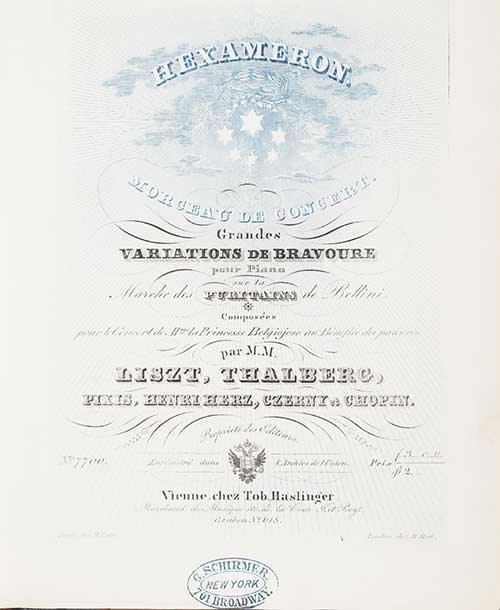 HEXAMERON.
MORCEAU DE CONCERT.
Grandes
VARIATIONS DE BRAVOURE
pour Piano
sur la
Marche des PURITAINS de Bellini
Composées
pour le Concert de Mme la Princesse Belgiojoso au Bénéfice des pauvres
par M.M.
LISZT, THALBERG,
PIXIS, HENRI HERZ, CZERNY et CHOPIN.
Propriété des Editeurs.
No 7700. Enregistré dans l'Archive de l'Union. Prix f 3._ C.M.
β 2._
Vienne, chez Tob. Haslinger
Marchand de Musique etc. de la Cour I. et Roy.
Graben No 618.
Londres, chez
G. SCHIRMER,
NEW YORK
701 BROADWAY.